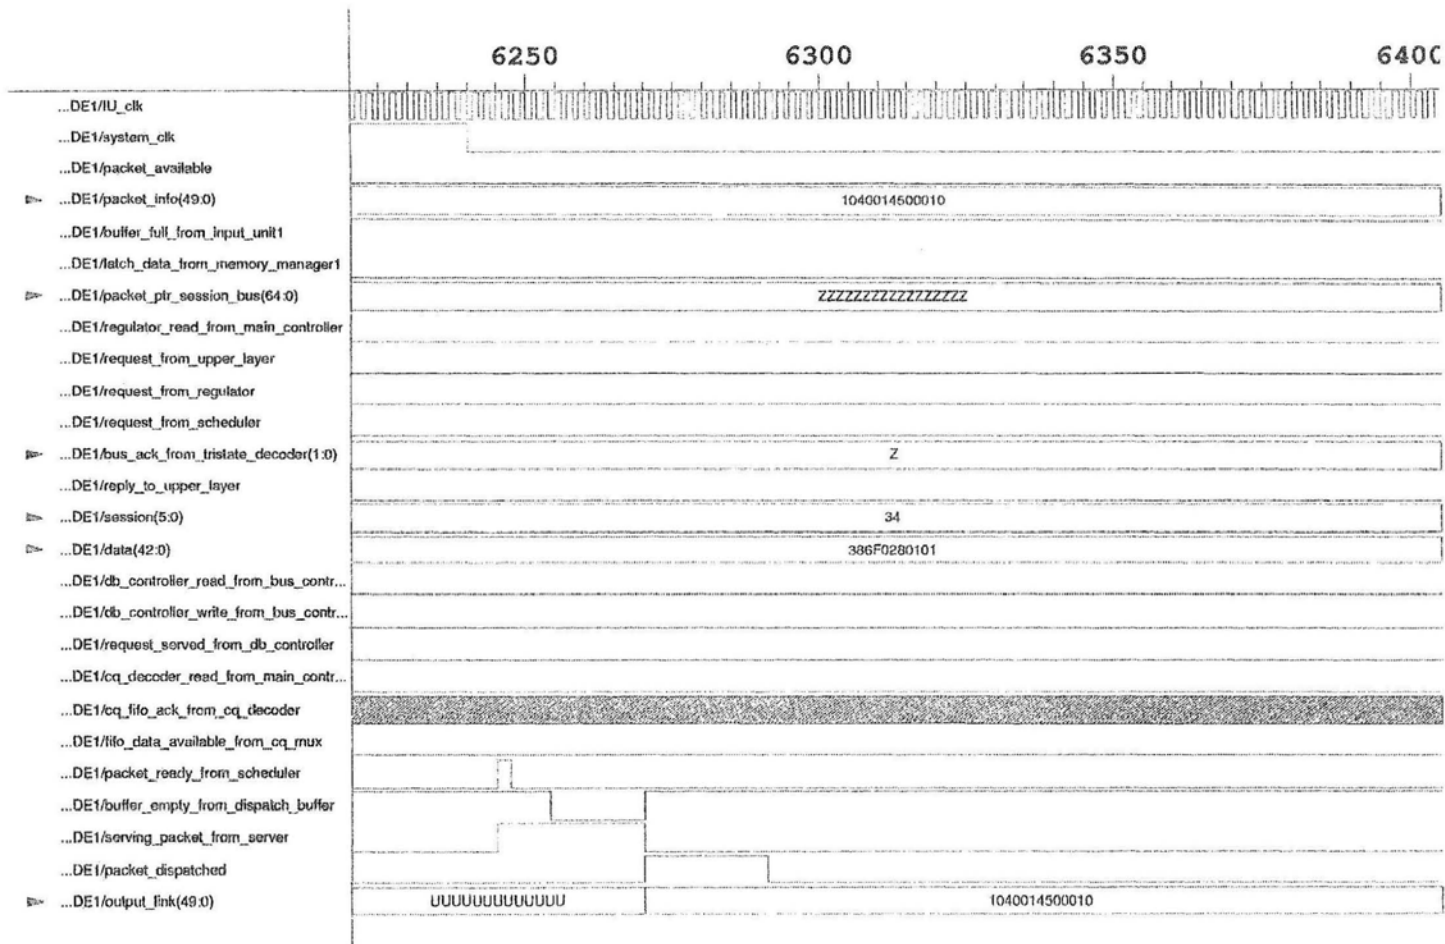 6250 6300 6350 640
...DE1/IU_clk
...DE1/system_clk
...DE1/packet_available
...DE1/packet_info(49:0) 1040014500010
...DE1/buffer_full_from_input_unit1
...DE1/latch_data_from_memory_manager1
...DE1/packet_ptr_session_bus(64:0) ZZZZZZZZZZZZZZZZZ
...DE1/regulator_read_from_main_controller
...DE1/request_from_upper_layer
...DE1/request_from_regulator
...DE1/request_from_scheduler
...DE1/bus_ack_from_tristate_decoder(1:0) Z
...DE1/reply_to_upper_layer
...DE1/session(5:0) 34
...DE1/data(42:0) 386F0280101
...DE1/db_controller_read_from_bus_contr...
...DE1/db_controller_write_from_bus_contr...
...DE1/request_served_from_db_controller
...DE1/cq_decoder_read_from_main_contr...
...DE1/cq_fifo_ack_from_cq_decoder
...DE1/fifo_data_available_from_cq_mux
...DE1/packet_ready_from_scheduler
...DE1/buffer_empty_from_dispatch_buffer
...DE1/serving_packet_from_server
...DE1/packet_dispatched
...DE1/output_link(49:0) UUUUUUUUUUUUU 1040014500010